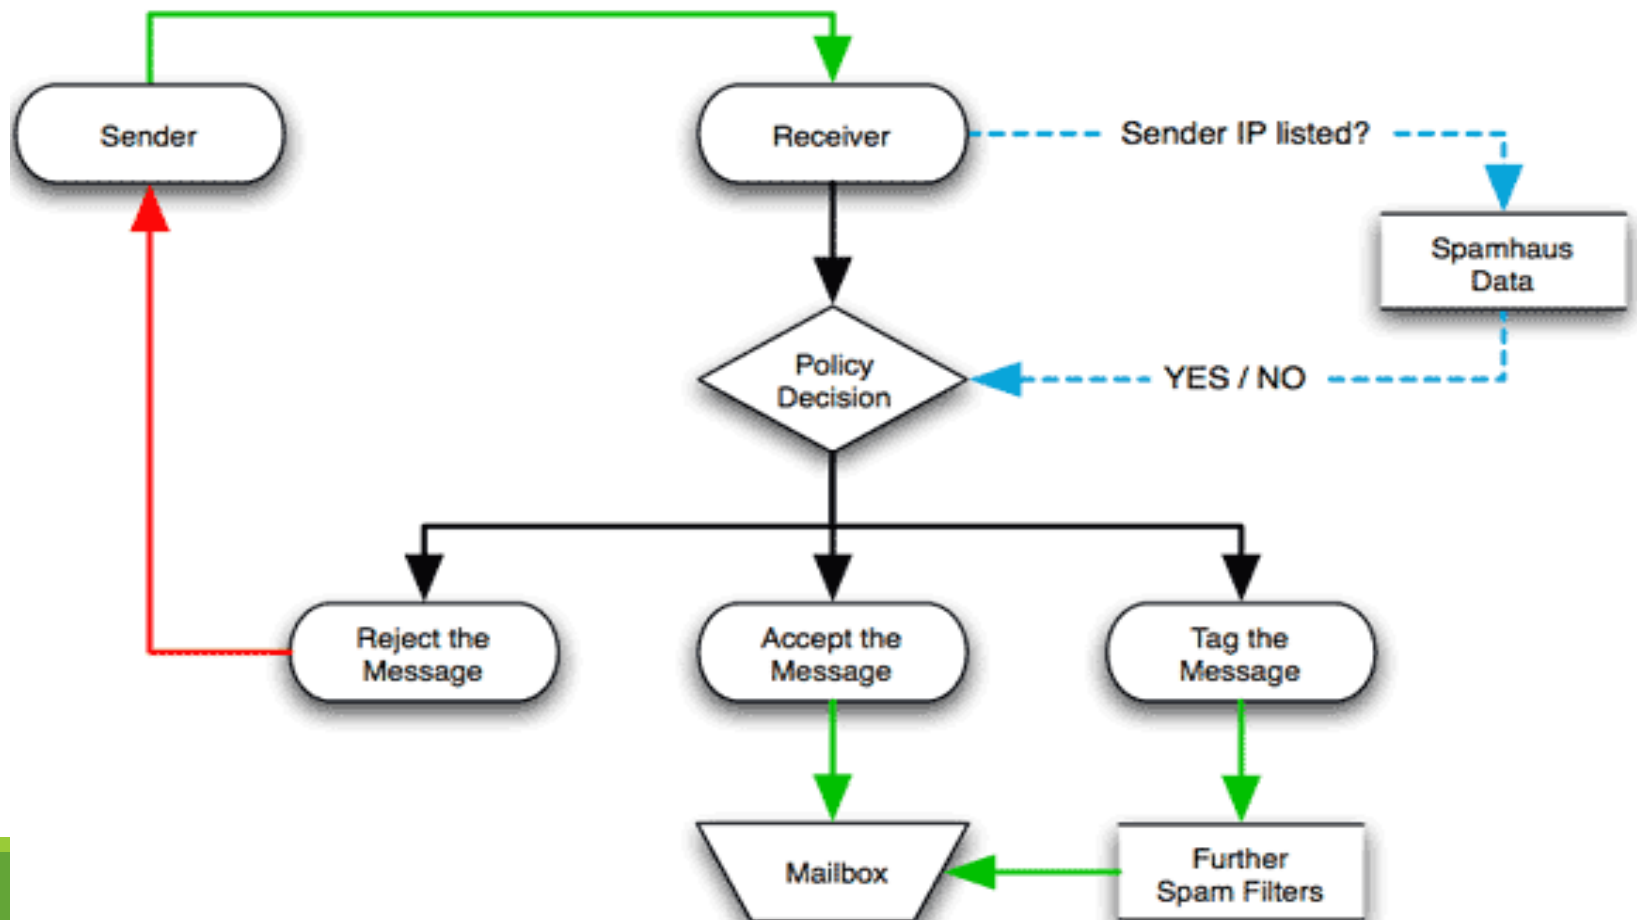 Sender
Receiver
Sender IP listed?
Spamhaus
Data
Policy
Decision
YES / NO
Reject the
Message
Accept the
Message
Tag the
Message
Mailbox
Further
Spam Filters